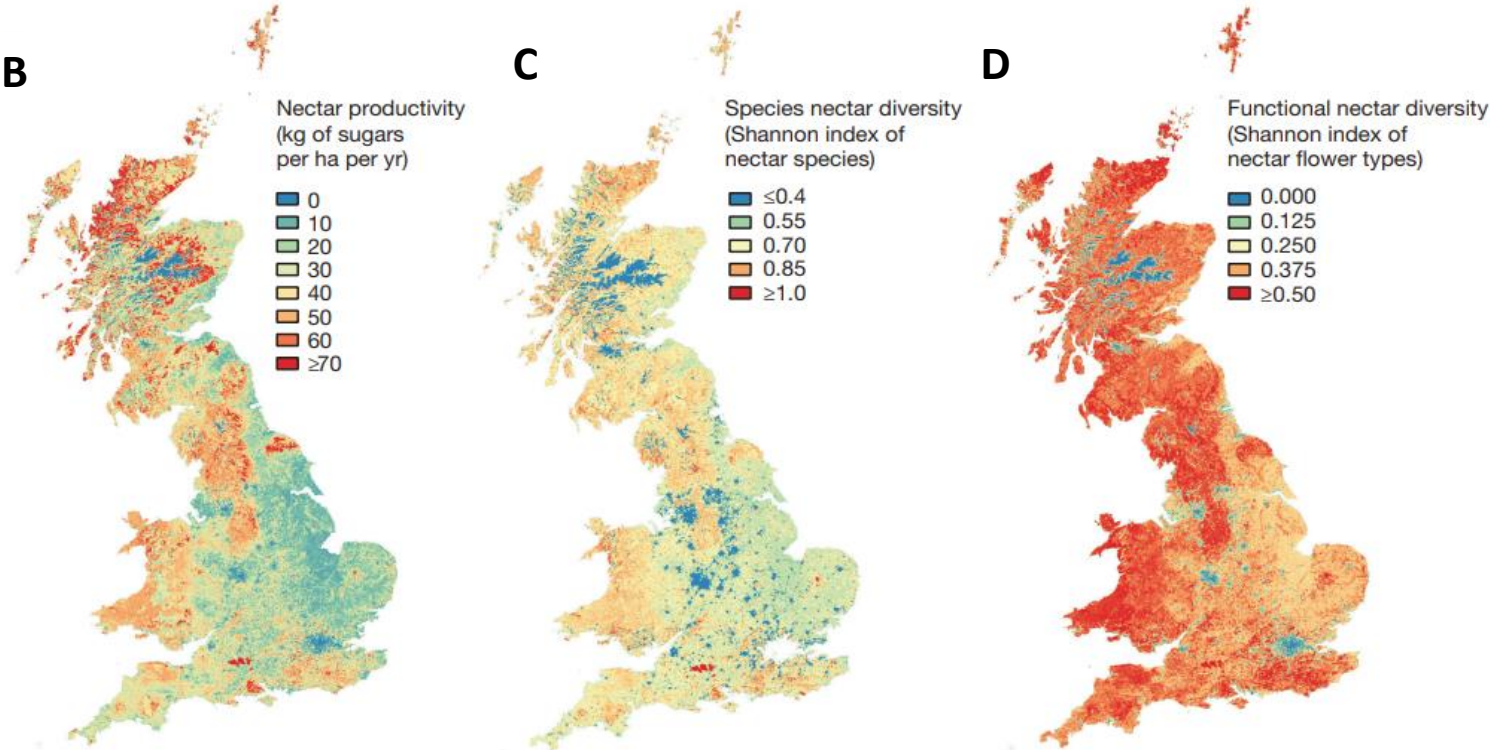 B
Nectar productivity
(kg of sugars
per ha per yr)
0
10
20
30
40
50
60
≥70
C
Species nectar diversity
(Shannon index of
nectar species)
≤0.4
0.55
0.70
0.85
≥1.0
D
Functional nectar diversity
(Shannon index of
nectar flower types)
0.000
0.125
0.250
0.375
≥0.50